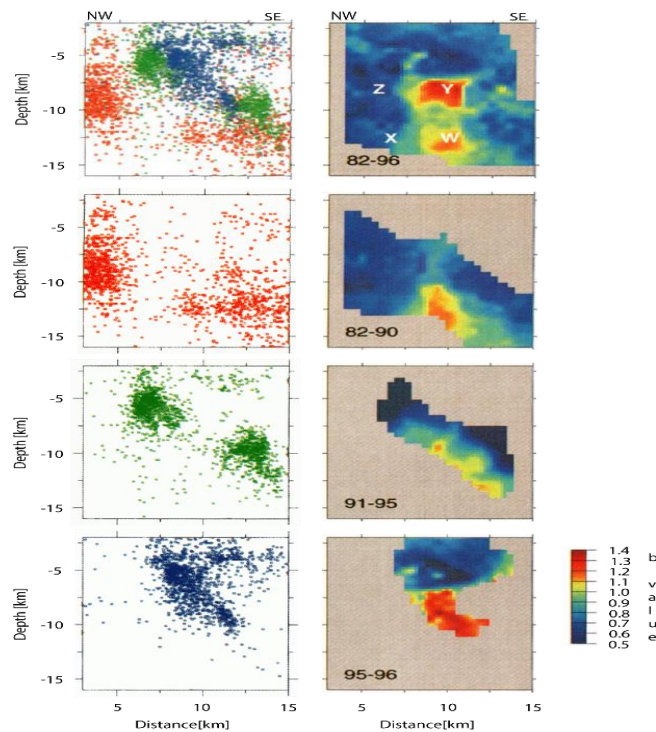 NW SE NW SE
Depth [km] -5 -10 -15 Z Y X W 82-96
Depth[km] -5 -10 -15 82-90
Depth[km] -5 -10 -15 91-95
Depth[km] -5 -10 -15 95-96
5 10 15 5 10 15
Distance[km] Distance[km]
1.4 b
1.3
1.2 v
1.1 a
1.0 l
0.9 u
0.8 e
0.7
0.6
0.5